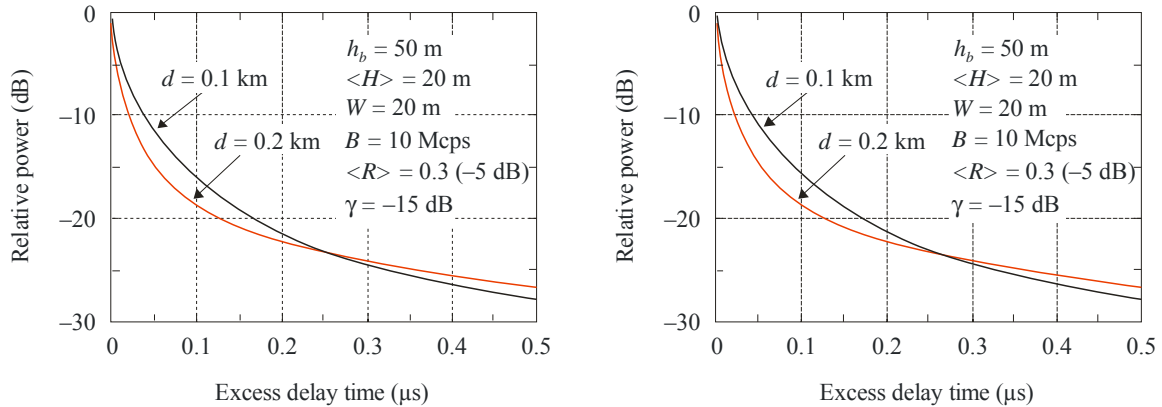 0
–10
–20
–30
Relative power (dB)
d = 0.1 km
d = 0.2 km
h_b = 50 m
<H> = 20 m
W = 20 m
B = 10 Mcps
<R> = 0.3 (–5 dB)
γ = –15 dB
0 0.1 0.2 0.3 0.4 0.5
Excess delay time (μs)
0
–10
–20
–30
Relative power (dB)
d = 0.1 km
d = 0.2 km
h_b = 50 m
<H> = 20 m
W = 20 m
B = 10 Mcps
<R> = 0.3 (–5 dB)
γ = –15 dB
0 0.1 0.2 0.3 0.4 0.5
Excess delay time (μs)